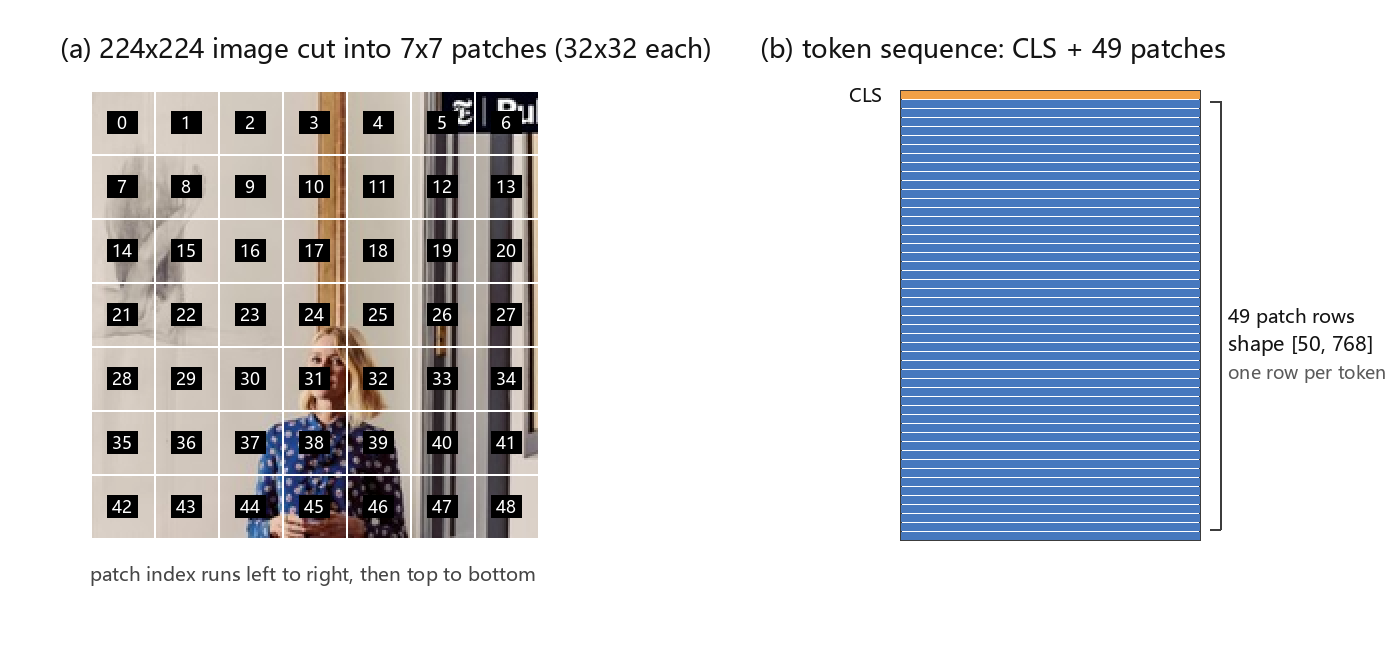 (a) 224x224 image cut into 7x7 patches (32x32 each)
(b) token sequence: CLS + 49 patches
CLS
Pul
0 1 2 3 4 5 6
7 8 9 10 11 12 13
14 15 16 17 18 19 20
21 22 23 24 25 26 27
28 29 30 31 32 33 34
35 36 37 38 39 40 41
42 43 44 45 46 47 48
49 patch rows
shape [50, 768]
one row per token
patch index runs left to right, then top to bottom